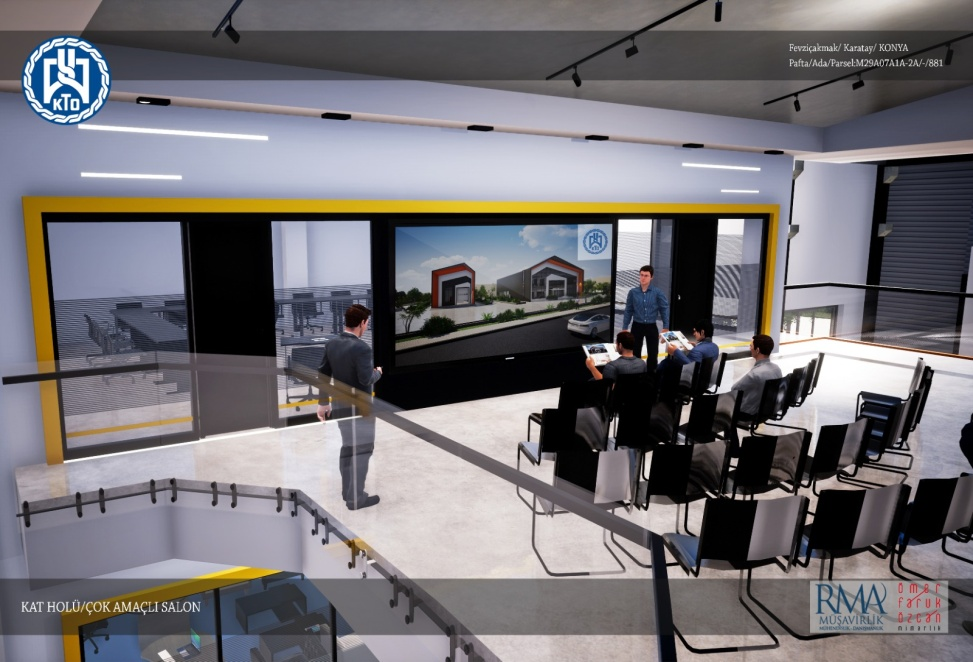 Fevziçakmak/ Karatay/ KONYA
Pafta/Ada/Parsel:M29A07A1A-2A/-/881
KTO
KAT HOLÜ/ÇOK AMAÇLI SALON
RMA
MÜŞAVİRLİK
ömer
faruk
özcan
mimarlık